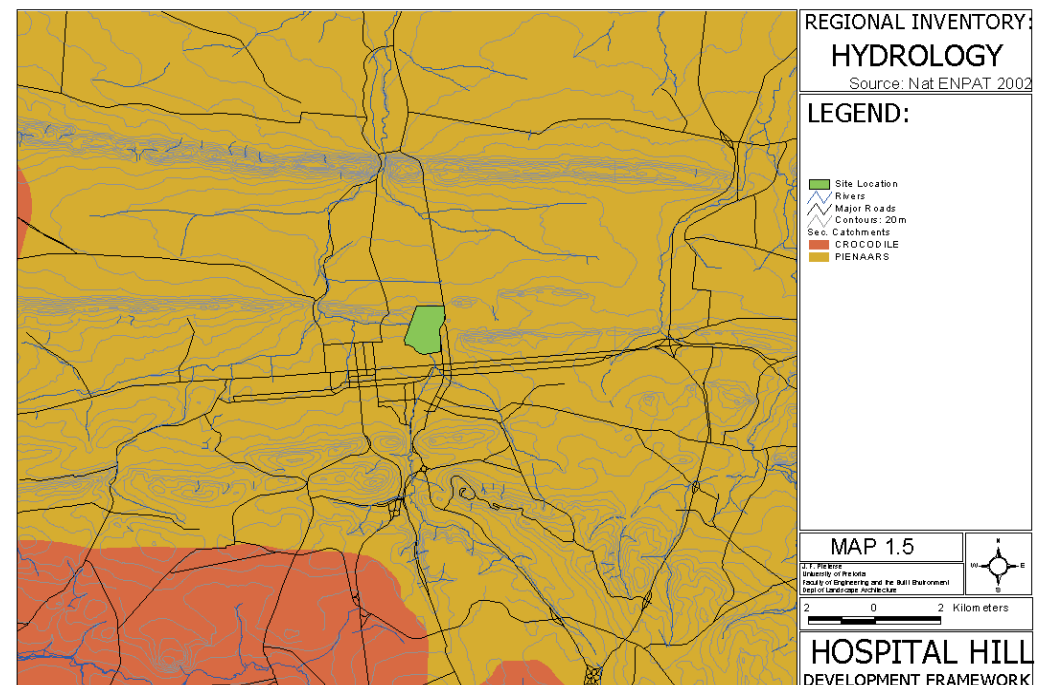 REGIONAL INVENTORY:
HYDROLOGY
Source: Nat ENPAT 2002
LEGEND:
Site Location
Rivers
Major Roads
Contours: 20m
Sec. Catchments
CROCODILE
PIENAARS
MAP 1.5
J. F. Pieterse
University of Pretoria
Faculty of Engineering and the Built Environment
Dept of Landscape Architecture
N
W
E
S
2 0 2 Kilometers
HOSPITAL HILL
DEVELOPMENT FRAMEWORK